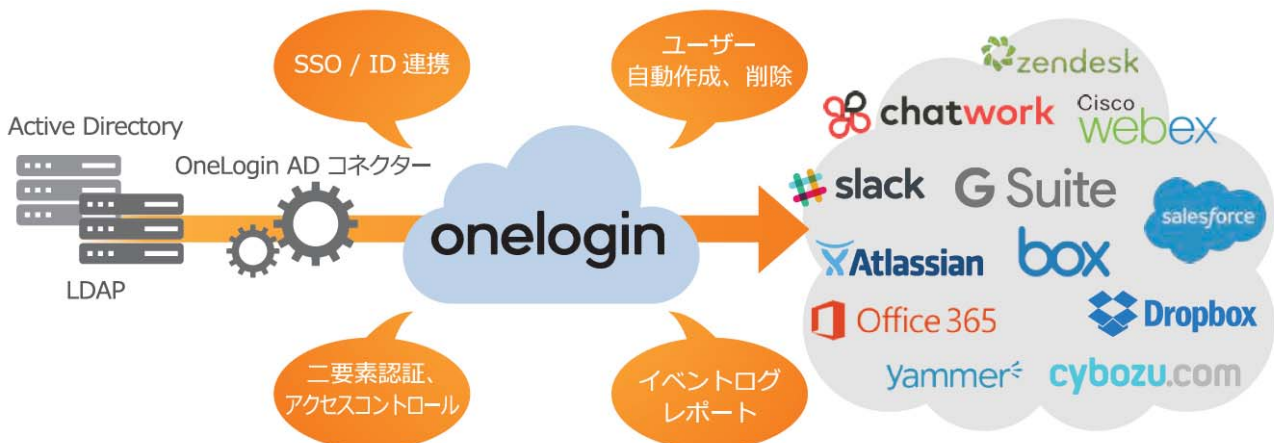 SSO / ID 連携
ユーザー
自動作成、削除
Active Directory
OneLogin AD コネクター
LDAP
onelogin
二要素認証、
アクセスコントロール
イベントログ
レポート
zendesk
chatwork
Cisco
webex
slack
G Suite
salesforce
Atlassian
box
Office 365
Dropbox
yammer
cybozu.com